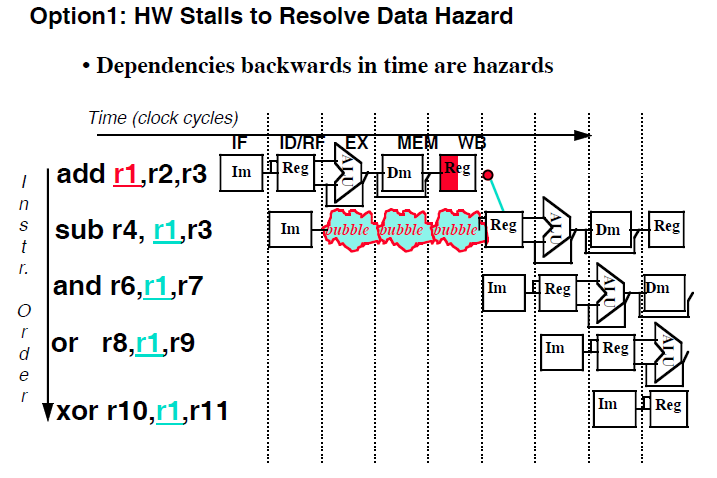 Option1: HW Stalls to Resolve Data Hazard
• Dependencies backwards in time are hazards
Time (clock cycles)
IF ID/RF EX MEM WB
Instr. Order
add r1,r2,r3 Im Reg ALU Dm Reg
sub r4, r1,r3 Im bubble bubble bubble Reg ALU Dm Reg
and r6,r1,r7 Im Reg ALU Dm
or r8,r1,r9 Im Reg ALU
xor r10,r1,r11 Im Reg